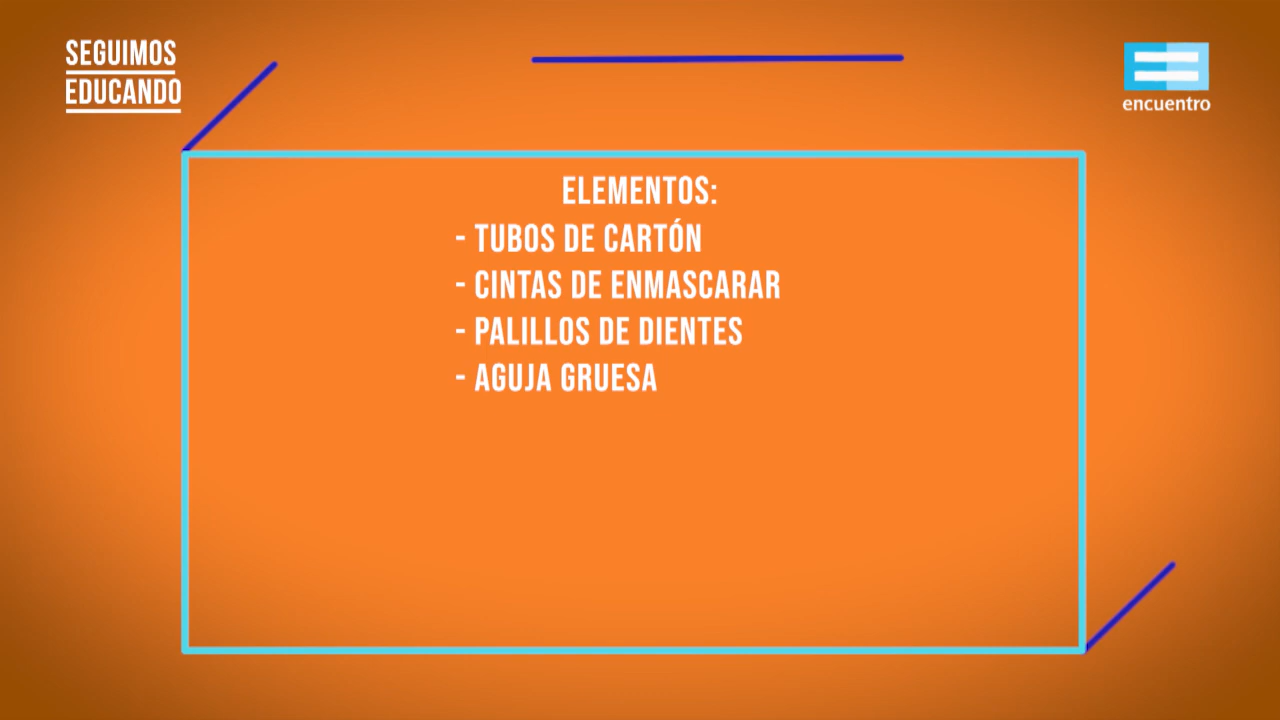 SEGUIMOS
EDUCANDO
encuentro
ELEMENTOS:
- TUBOS DE CARTÓN
- CINTAS DE ENMASCARAR
- PALILLOS DE DIENTES
- AGUJA GRUESA